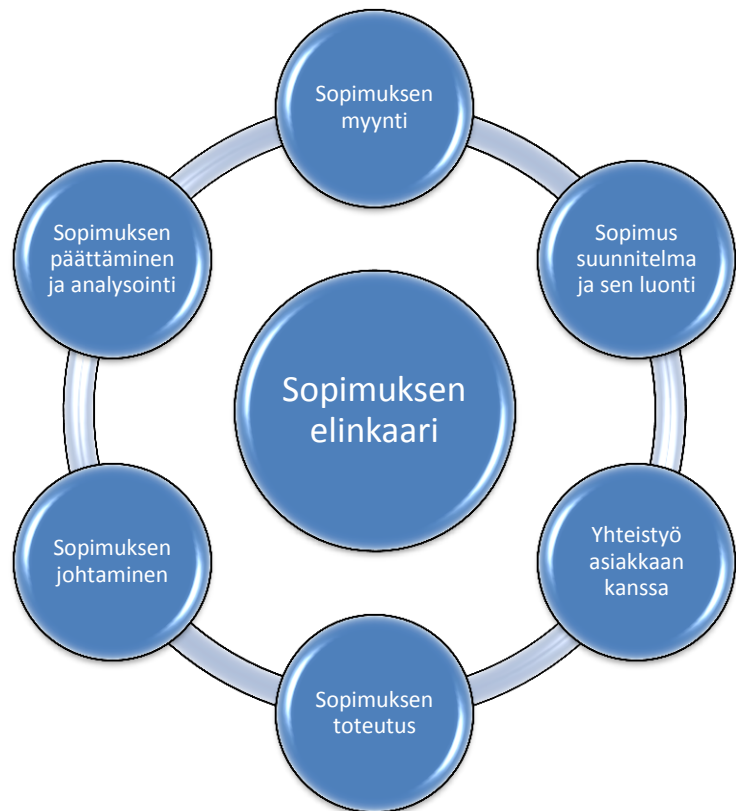 Sopimuksen
myynti
Sopimus
suunnitelma
ja sen luonti
Yhteistyö
asiakkaan
kanssa
Sopimuksen
toteutus
Sopimuksen
johtaminen
Sopimuksen
päättäminen
ja analysointi
Sopimuksen
elinkaari